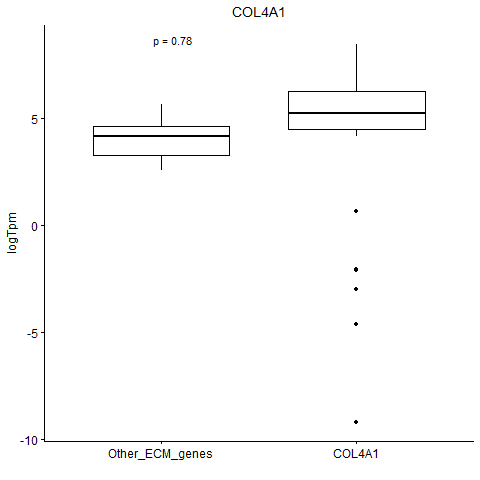 COL4A1
p = 0.78
logTpm
5
0
-5
-10
Other_ECM_genes
COL4A1